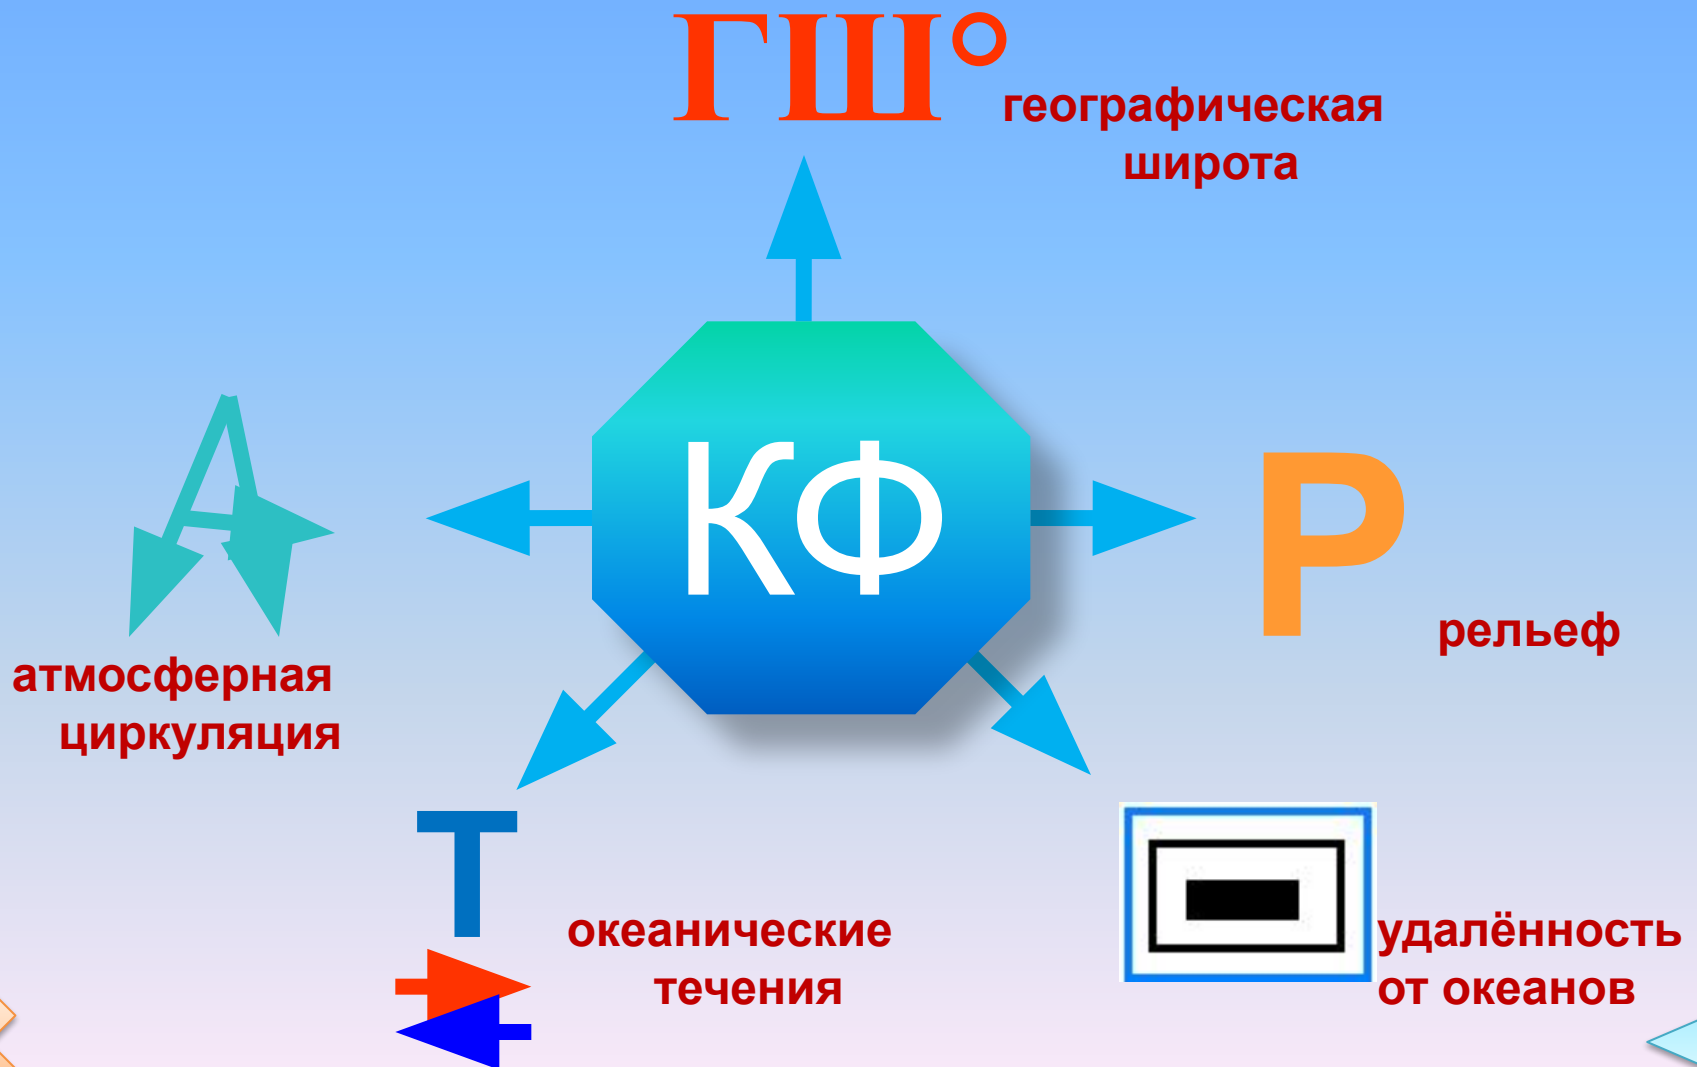 ГШ°
географическая
широта
КФ
А
атмосферная
циркуляция
Р
рельеф
Т
океанические
течения
удалённость
от океанов